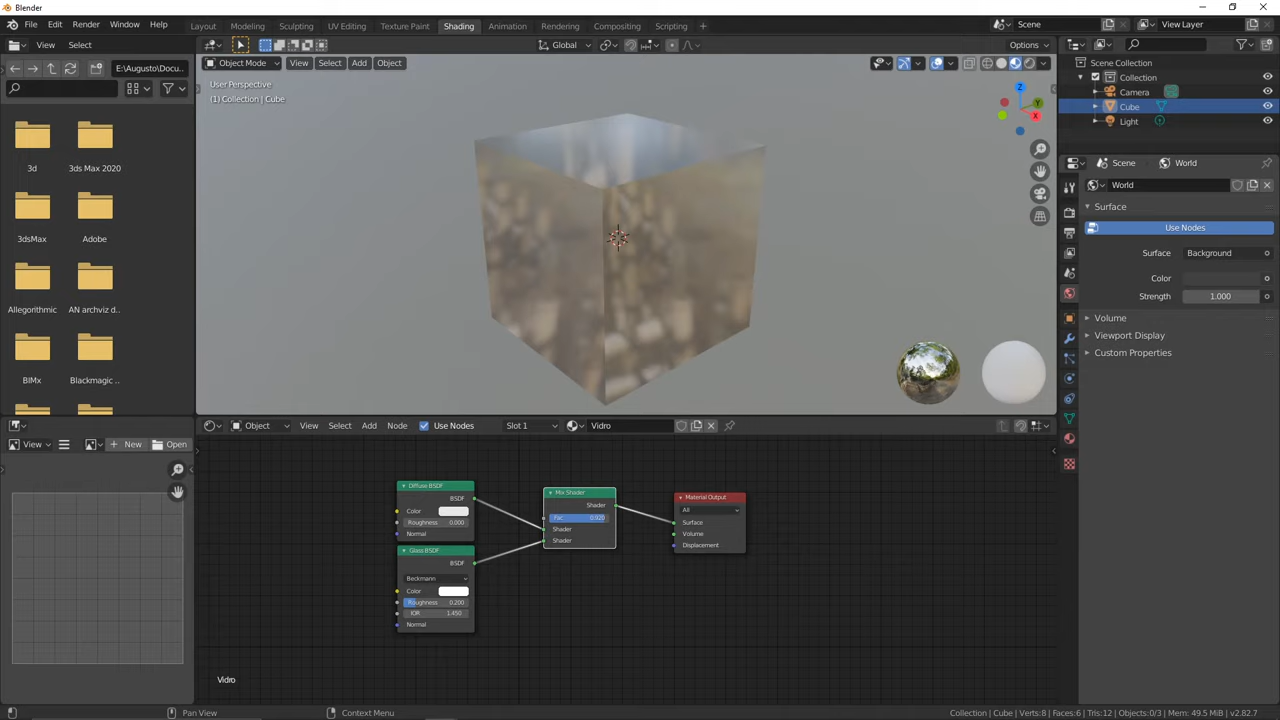 Blender
File Edit Render Window Help
Layout Modeling Sculpting UV Editing Texture Paint Shading Animation Rendering Compositing Scripting +
Scene
View Layer
View Select
Global
Options
E:\Augusto\Docu..
Object Mode View Select Add Object
User Perspective
(1) Collection | Cube
Z
Y
X
Scene Collection
Collection
Camera
Cube
Light
3d
3ds Max 2020
3dsMax
Adobe
Allegorithmic
AN archviz d..
BIMx
Blackmagic ..
Scene
World
World
Surface
Use Nodes
Surface Background
Color
Strength 1.000
Volume
Viewport Display
Custom Properties
Object View Select Add Node Use Nodes Slot 1 Vidro
View + New Open
Diffuse BSDF
BSDF
Color
Roughness 0.000
Normal
Glass BSDF
BSDF
Beckmann
Color
Roughness 0.200
IOR 1.450
Normal
Mix Shader
Shader
Fac 0.920
Shader
Shader
Material Output
All
Surface
Volume
Displacement
Vidro
Pan View
Context Menu
Collection | Cube | Verts:8 | Faces:6 | Tris:12 | Objects:0/3 | Mem: 49.5 MiB | v2.82.7